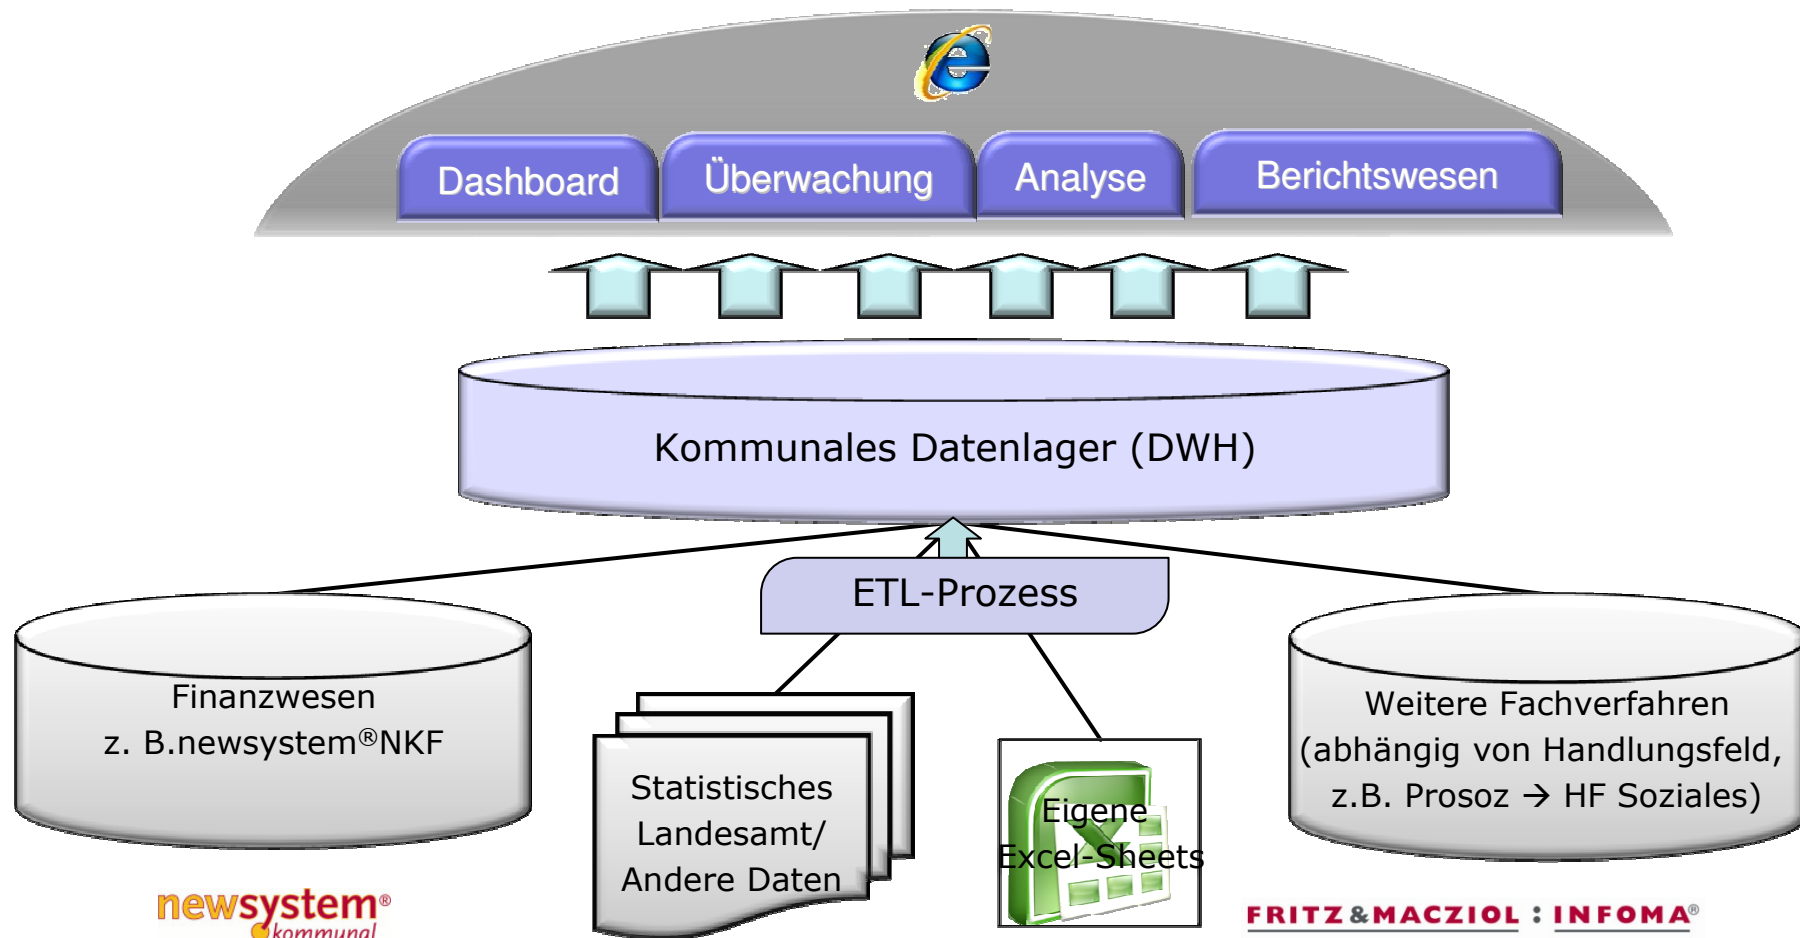 Dashboard
Überwachung
Analyse
Berichtswesen
Kommunales Datenlager (DWH)
ETL-Prozess
Finanzwesen
z. B.newsystem®NKF
Statistisches
Landesamt/
Andere Daten
Eigene
Excel-Sheets
Weitere Fachverfahren
(abhängig von Handlungsfeld,
z.B. Prosoz → HF Soziales)
newsystem®
kommunal
FRITZ & MACZIOL : INFOMA®